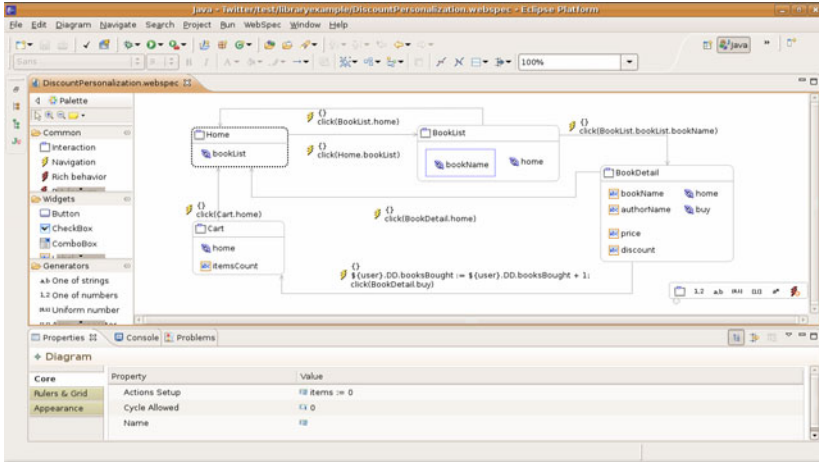 Java - Twitter/test/libraryexample/DiscountPersonalization.webspec - Eclipse Platform
File Edit Diagram Navigate Search Project Run WebSpec Window Help
Java
Sans
100%
DiscountPersonalization.webspec
Palette
Common
Interaction
Navigation
Rich behavior
Widgets
Button
CheckBox
ComboBox
Generators
a.b One of strings
1.2 One of numbers
Uniform number
Home
bookList
{}
click(BookList.home)
{}
click(Home.bookList)
BookList
bookName
home
{}
click(BookList.bookList.bookName)
BookDetail
bookName home
authorName buy
price
discount
{}
click(Cart.home)
{}
click(BookDetail.home)
Cart
home
itemsCount
{}
${user}.DD.booksBought := ${user}.DD.booksBought + 1;
click(BookDetail.buy)
1.2 a.b
Properties Console Problems
Diagram
Core
Rulers & Grid
Appearance
Property Value
Actions Setup items := 0
Cycle Allowed 0
Name